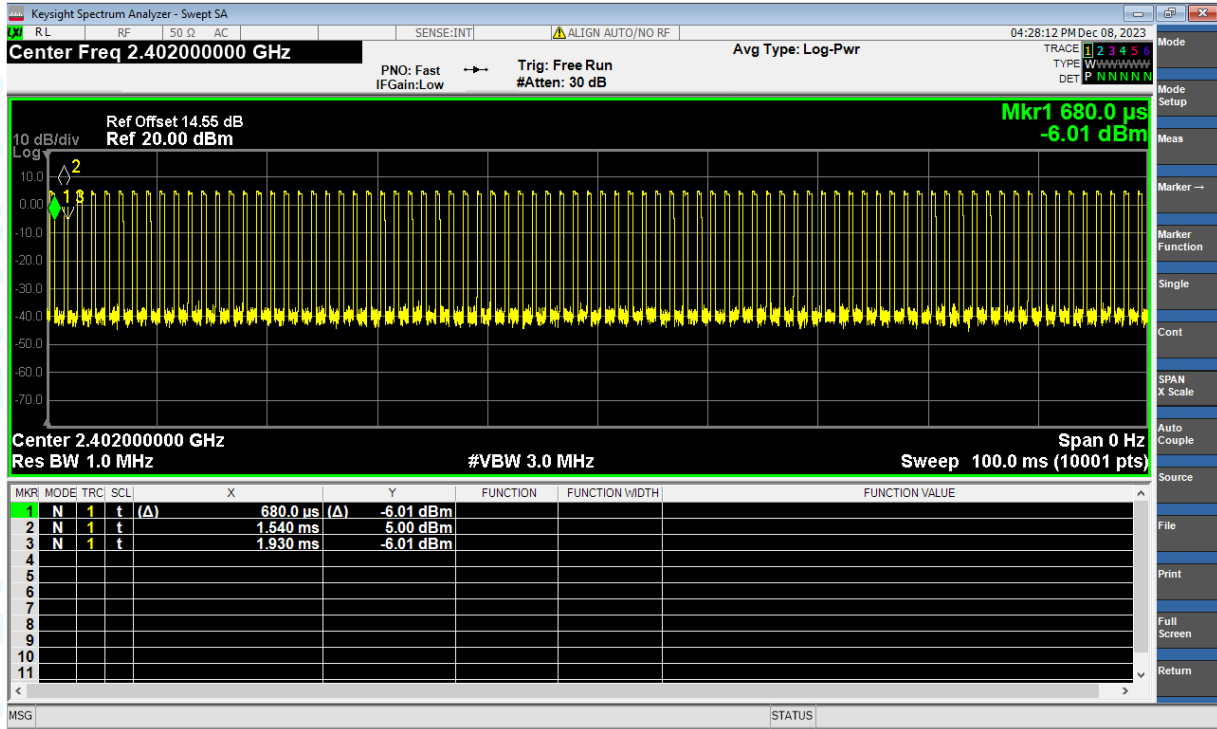 Keysight Spectrum Analyzer - Swept SA
LXI RL RF 50 Ω AC SENSE:INT ALIGN AUTO/NO RF 04:28:12 PM Dec 08, 2023
Center Freq 2.402000000 GHz
PNO: Fast
IFGain:Low
Trig: Free Run
#Atten: 30 dB
Avg Type: Log-Pwr
TRACE 1 2 3 4 5 6
TYPE WWWWWWW
DET P N N N N N
Ref Offset 14.55 dB
Ref 20.00 dBm
10 dB/div
Log
Mkr1 680.0 µs
-6.01 dBm
10.0
0.00
-10.0
-20.0
-30.0
-40.0
-50.0
-60.0
-70.0
2
1 3
Center 2.402000000 GHz
Span 0 Hz
Res BW 1.0 MHz
#VBW 3.0 MHz
Sweep 100.0 ms (10001 pts)
MKR MODE TRC SCL X Y FUNCTION FUNCTION WIDTH FUNCTION VALUE
1 N 1 t (Δ) 680.0 µs (Δ) -6.01 dBm
2 N 1 t 1.540 ms 5.00 dBm
3 N 1 t 1.930 ms -6.01 dBm
4
5
6
7
8
9
10
11
MSG
STATUS
Mode
Mode
Setup
Meas
Marker →
Marker
Function
Single
Cont
SPAN
X Scale
Auto
Couple
Source
File
Print
Full
Screen
Return